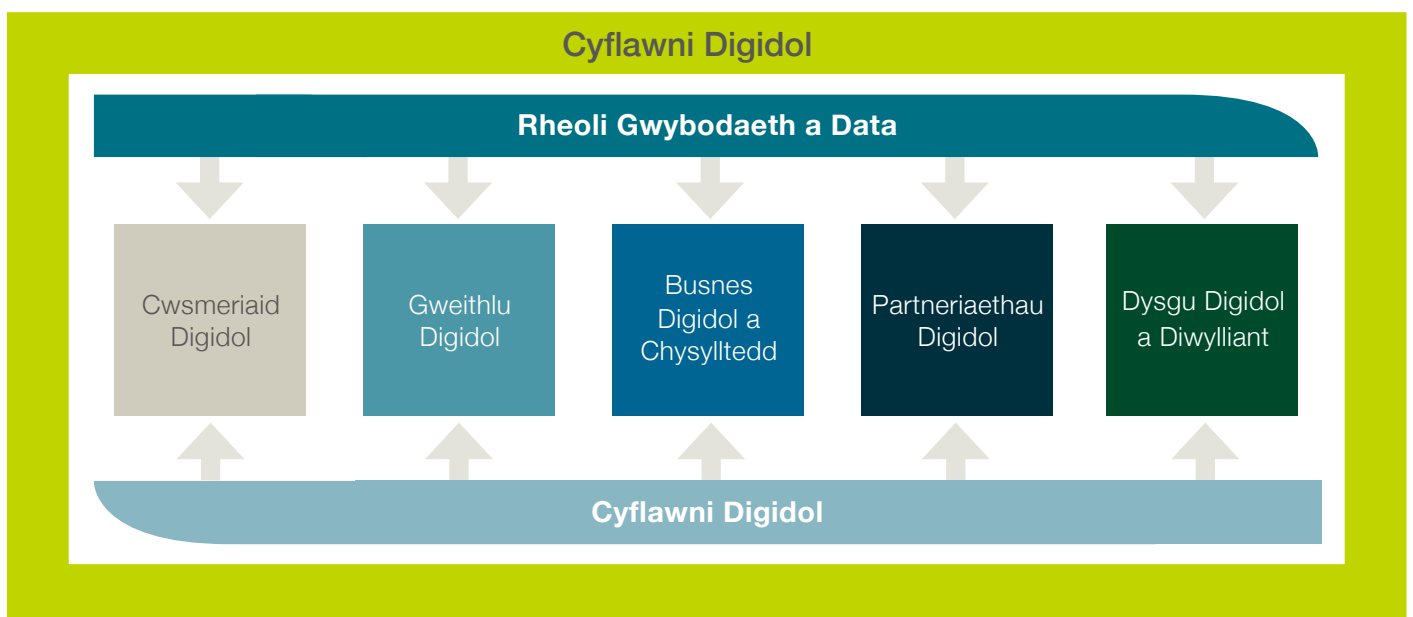 Cyflawni Digidol
Rheoli Gwybodaeth a Data
Cwsmeriaid
Digidol
Gweithlu
Digidol
Busnes
Digidol a
Chysylltedd
Partneriaethau
Digidol
Dysgu Digidol
a Diwylliant
Cyflawni Digidol